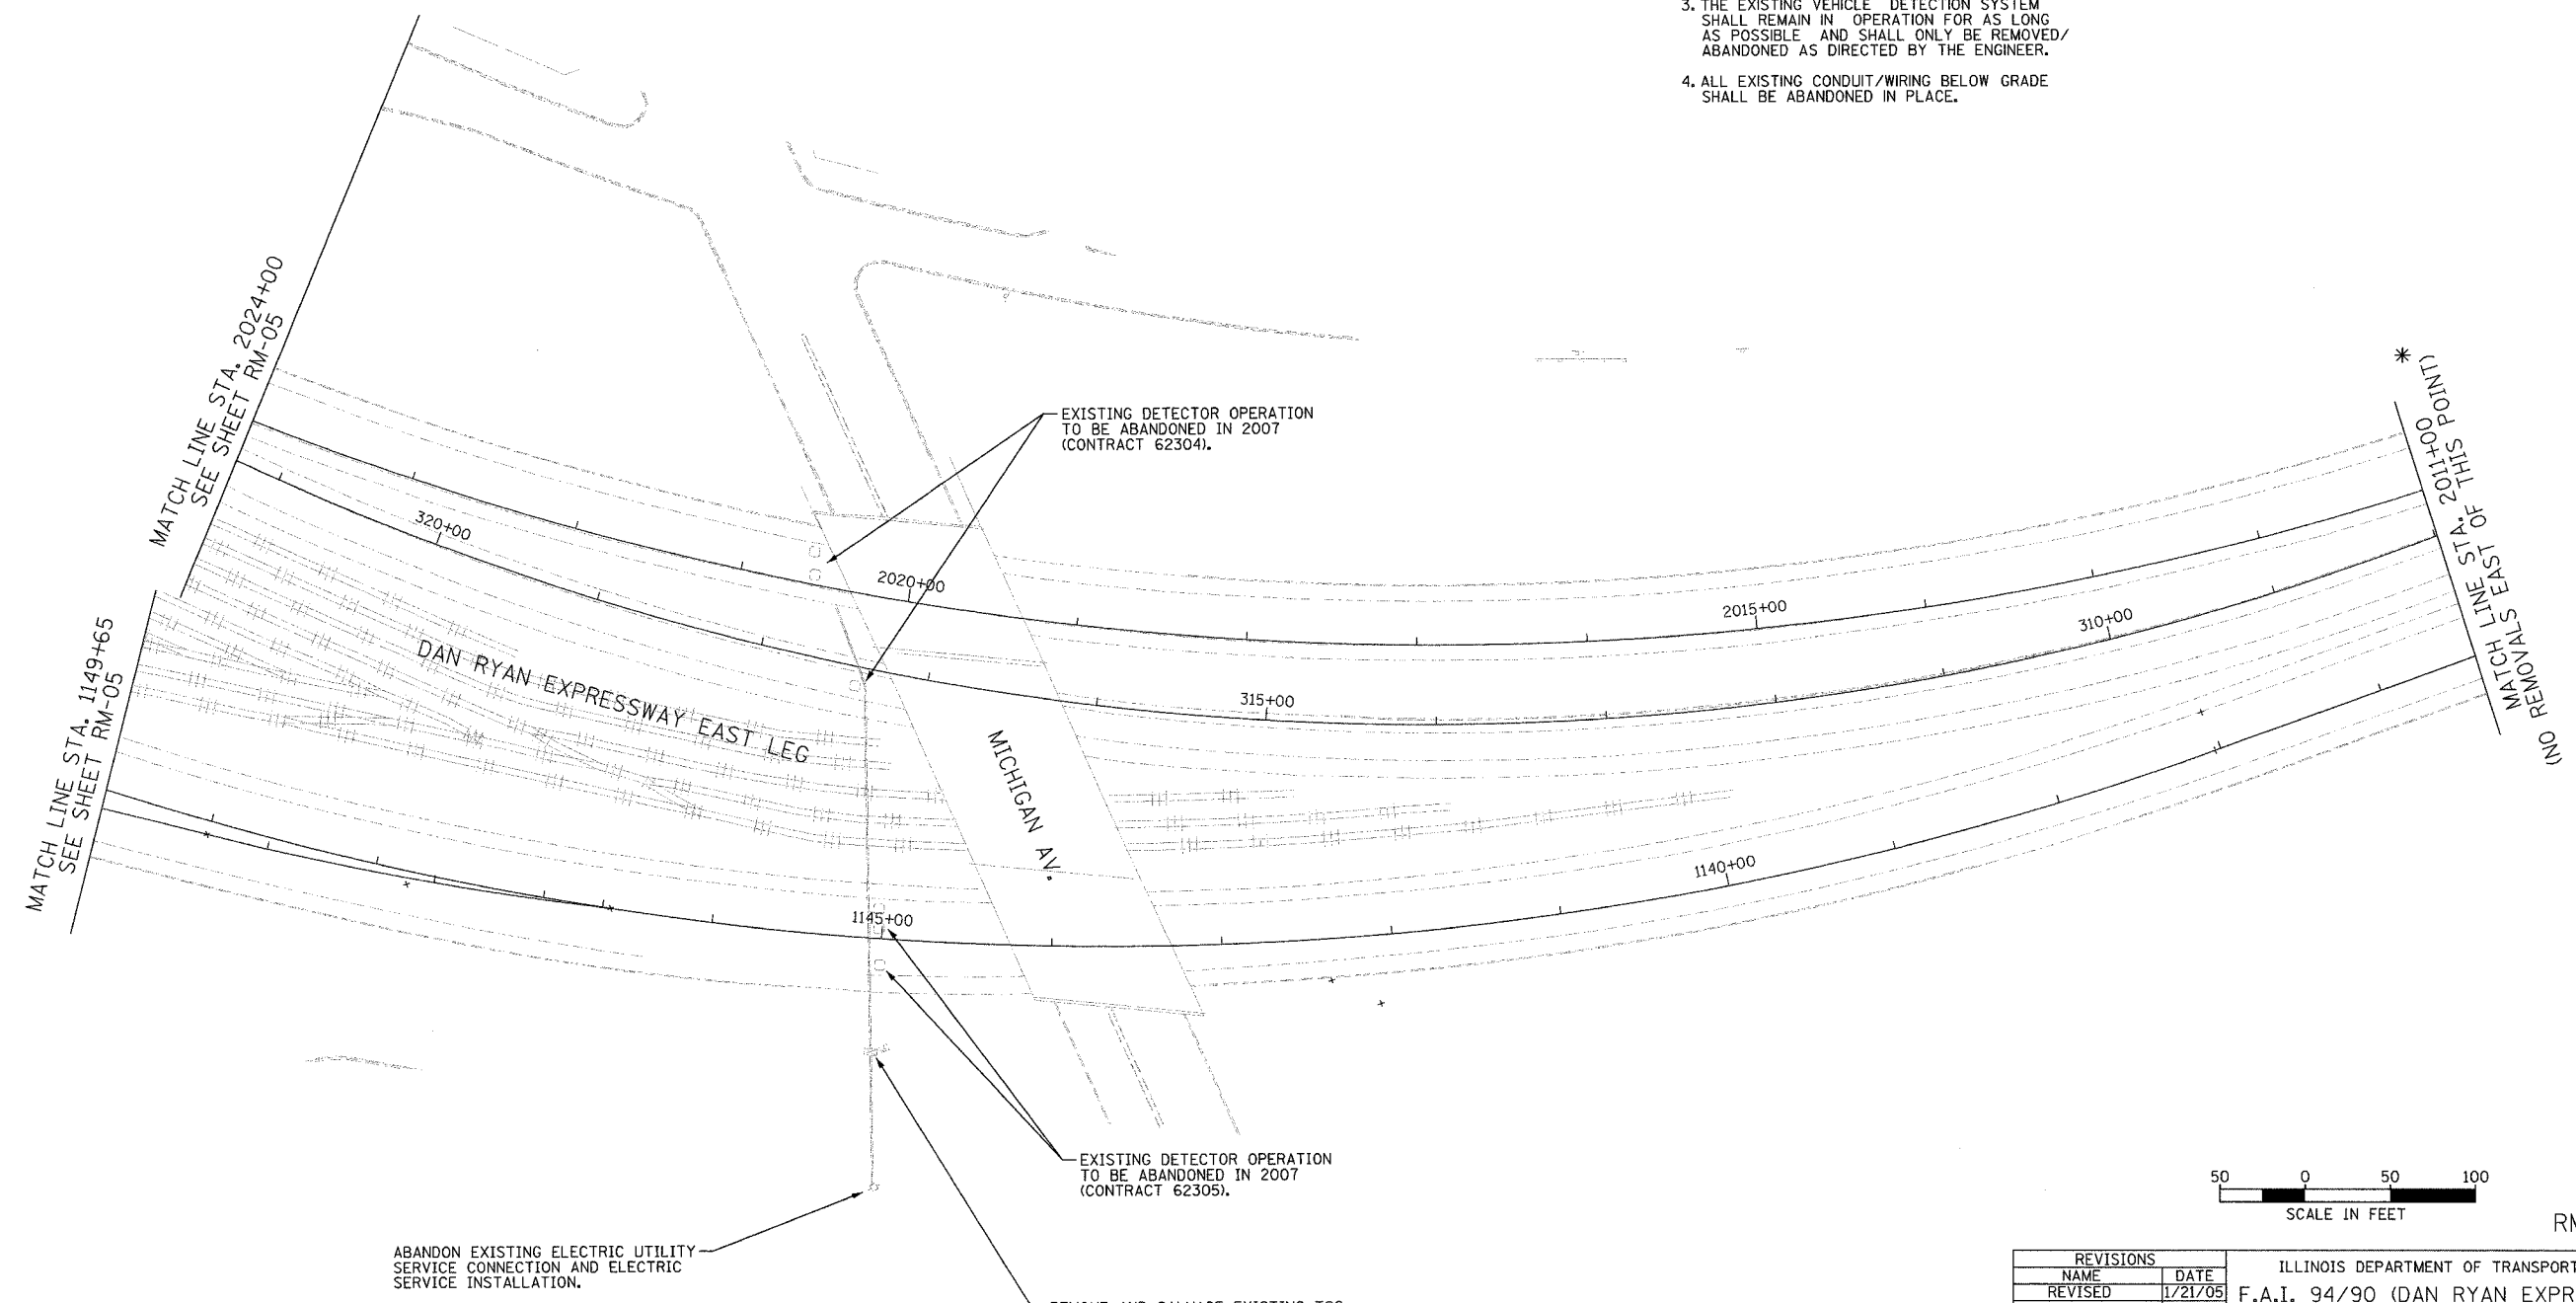 3. THE EXISTING VEHICLE DETECTION SYSTEM
SHALL REMAIN IN OPERATION FOR AS LONG
AS POSSIBLE AND SHALL ONLY BE REMOVED/
ABANDONED AS DIRECTED BY THE ENGINEER.
4. ALL EXISTING CONDUIT/WIRING BELOW GRADE
SHALL BE ABANDONED IN PLACE.
MATCH LINE STA. 2024+00
SEE SHEET RM-05
*
MATCH LINE STA. 2011+00
(NO REMOVALS EAST OF THIS POINT)
EXISTING DETECTOR OPERATION
TO BE ABANDONED IN 2007
(CONTRACT 62304).
320+00
2020+00
2015+00
310+00
315+00
MATCH LINE STA. 1149+65
SEE SHEET RM-05
DAN RYAN EXPRESSWAY EAST LEG
MICHIGAN AV.
1140+00
1145+00
EXISTING DETECTOR OPERATION
TO BE ABANDONED IN 2007
(CONTRACT 62305).
50 0 50 100
SCALE IN FEET
RM
ABANDON EXISTING ELECTRIC UTILITY
SERVICE CONNECTION AND ELECTRIC
SERVICE INSTALLATION.
REVISIONS
NAME DATE
REVISED 1/21/05
ILLINOIS DEPARTMENT OF TRANSPORT
F.A.I. 94/90 (DAN RYAN EXPR